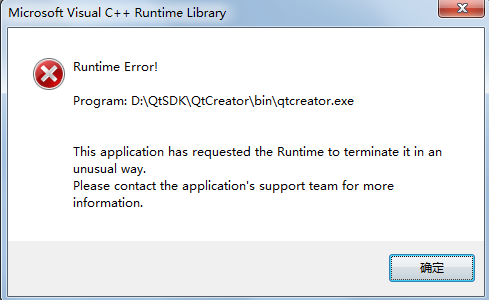 Microsoft Visual C++ Runtime Library
Runtime Error!
Program: D:\QtSDK\QtCreator\bin\qtcreator.exe
This application has requested the Runtime to terminate it in an
unusual way.
Please contact the application's support team for more
information.
确定